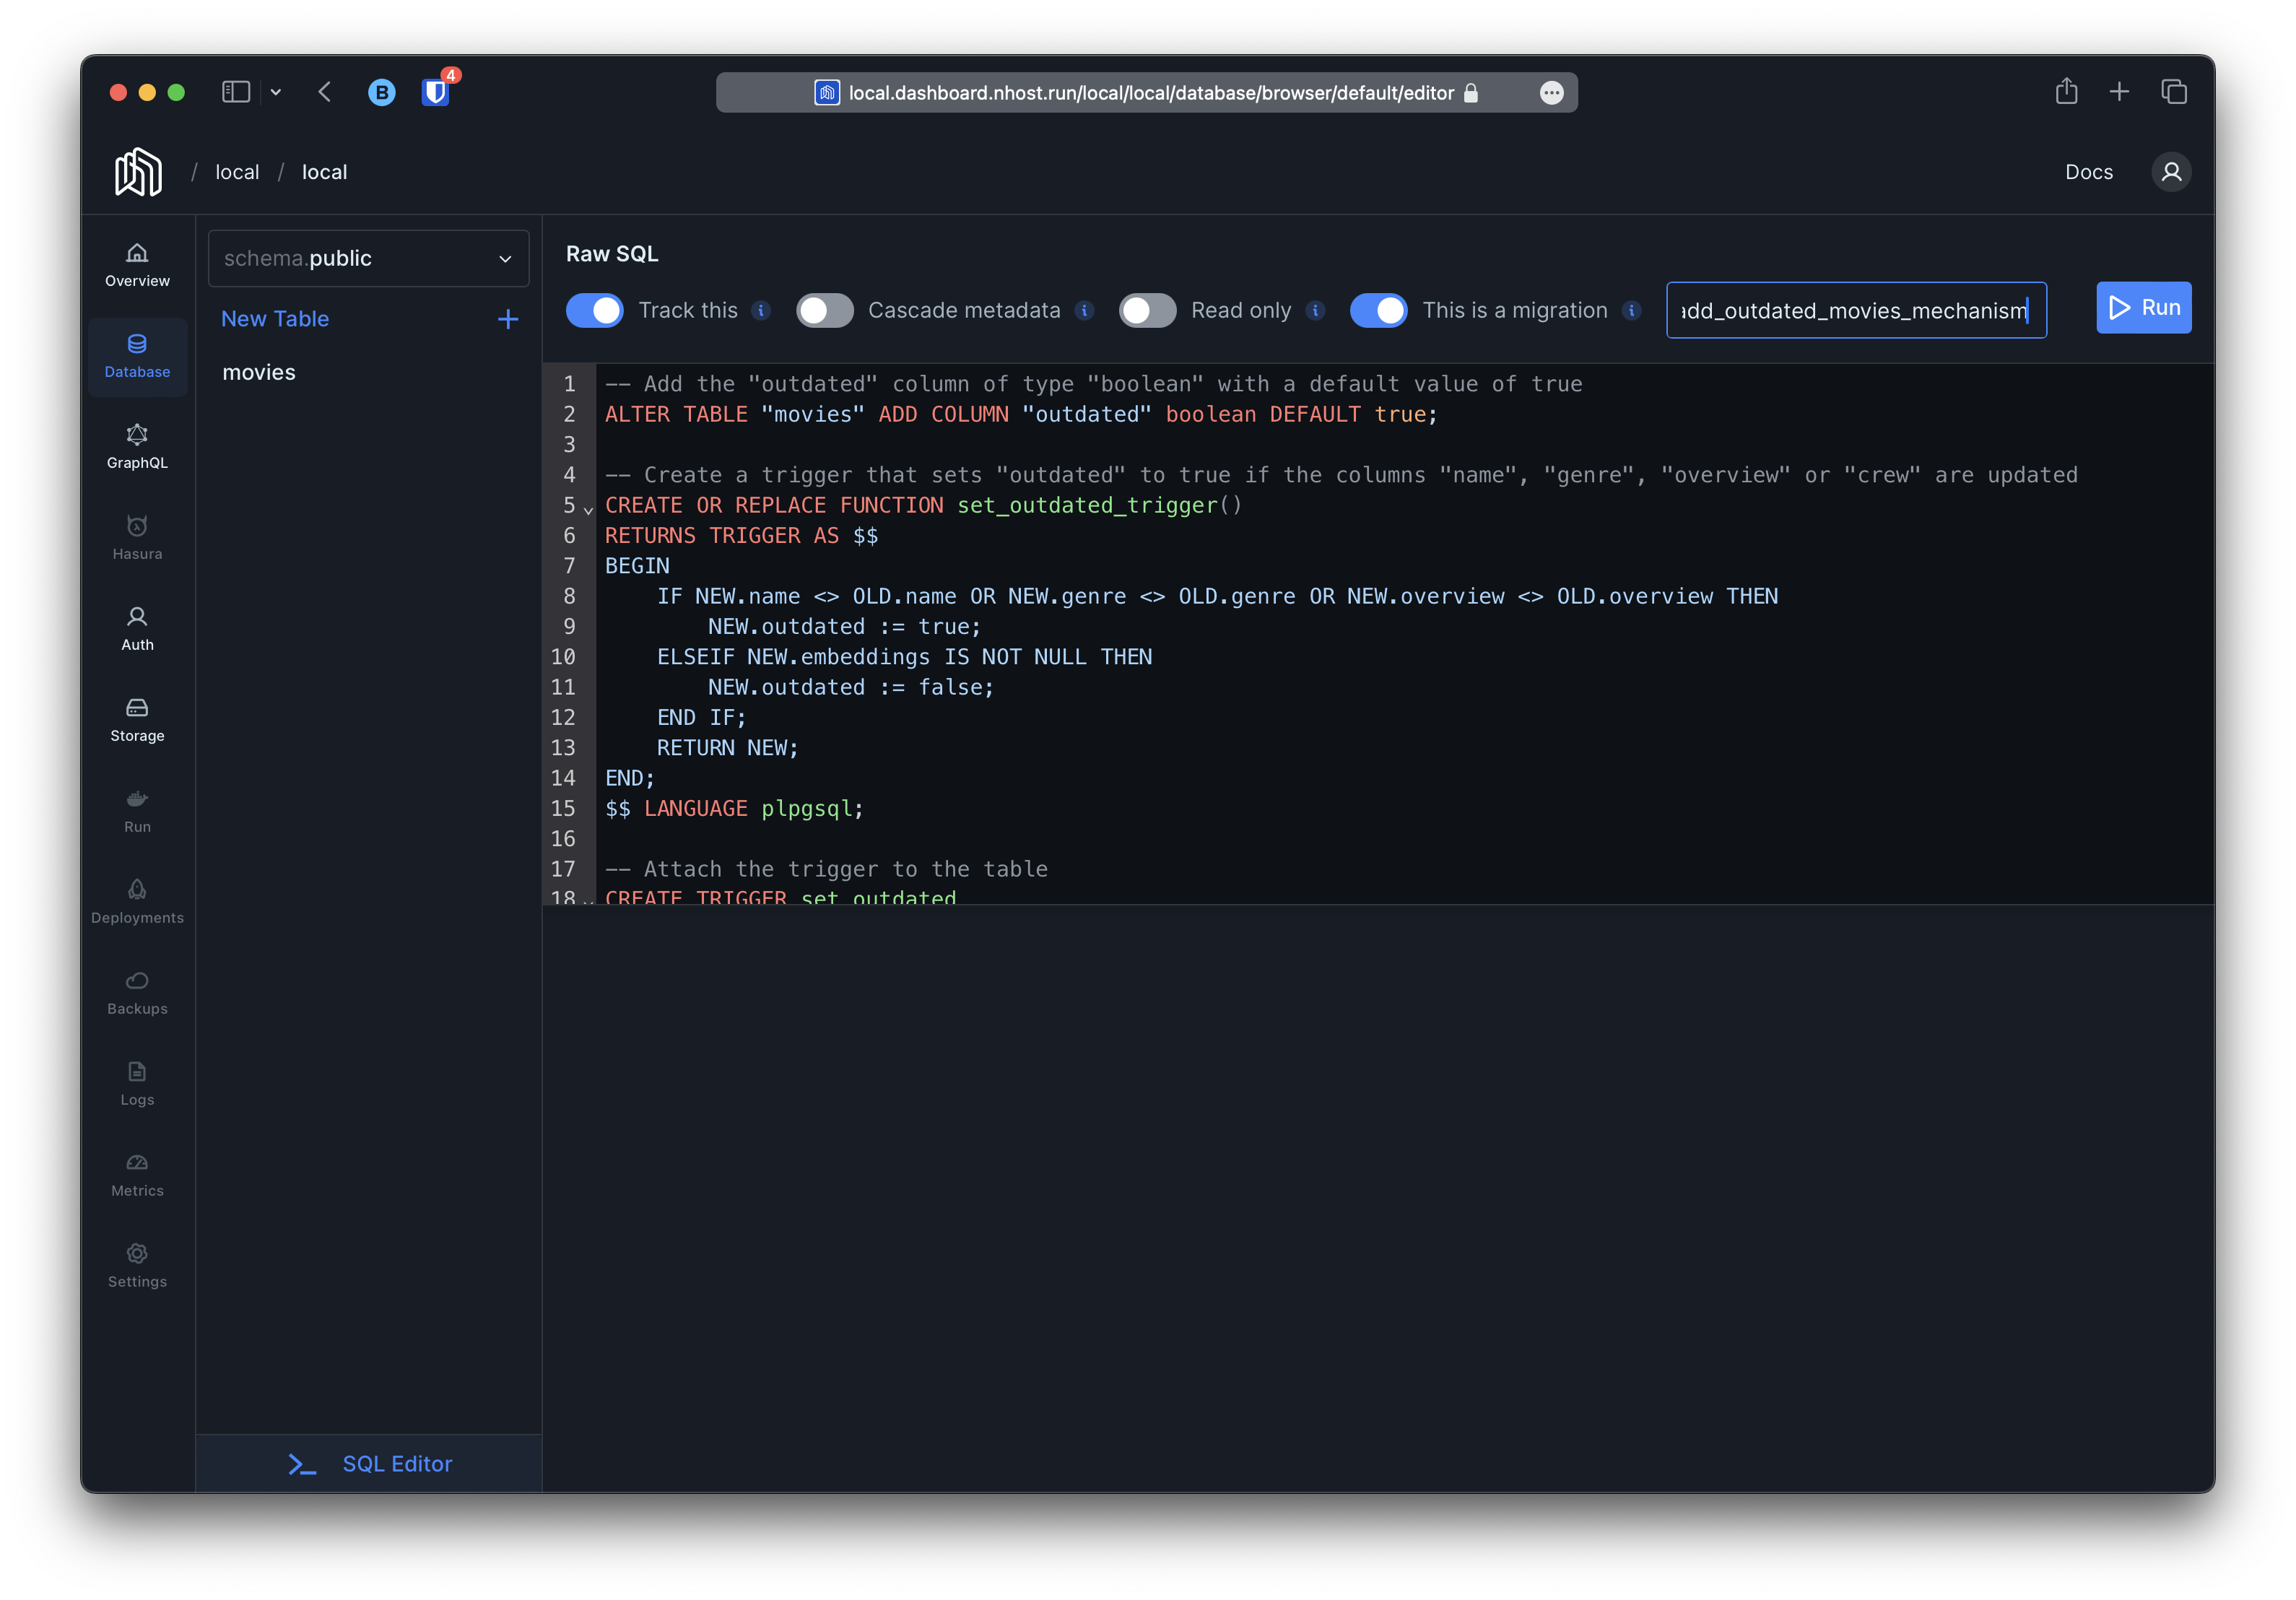 4
local.dashboard.nhost.run/local/local/database/browser/default/editor
/ local / local
Docs
Overview
Database
GraphQL
Hasura
Auth
Storage
Run
Deployments
Backups
Logs
Metrics
Settings
schema.public
New Table
movies
SQL Editor
Raw SQL
Track this
Cascade metadata
Read only
This is a migration
add_outdated_movies_mechanism
Run
1 -- Add the "outdated" column of type "boolean" with a default value of true
2 ALTER TABLE "movies" ADD COLUMN "outdated" boolean DEFAULT true;
3
4 -- Create a trigger that sets "outdated" to true if the columns "name", "genre", "overview" or "crew" are updated
5 CREATE OR REPLACE FUNCTION set_outdated_trigger()
6 RETURNS TRIGGER AS $$
7 BEGIN
8     IF NEW.name <> OLD.name OR NEW.genre <> OLD.genre OR NEW.overview <> OLD.overview THEN
9         NEW.outdated := true;
10     ELSEIF NEW.embeddings IS NOT NULL THEN
11         NEW.outdated := false;
12     END IF;
13     RETURN NEW;
14 END;
15 $$ LANGUAGE plpgsql;
16
17 -- Attach the trigger to the table
18 CREATE TRIGGER set_outdated